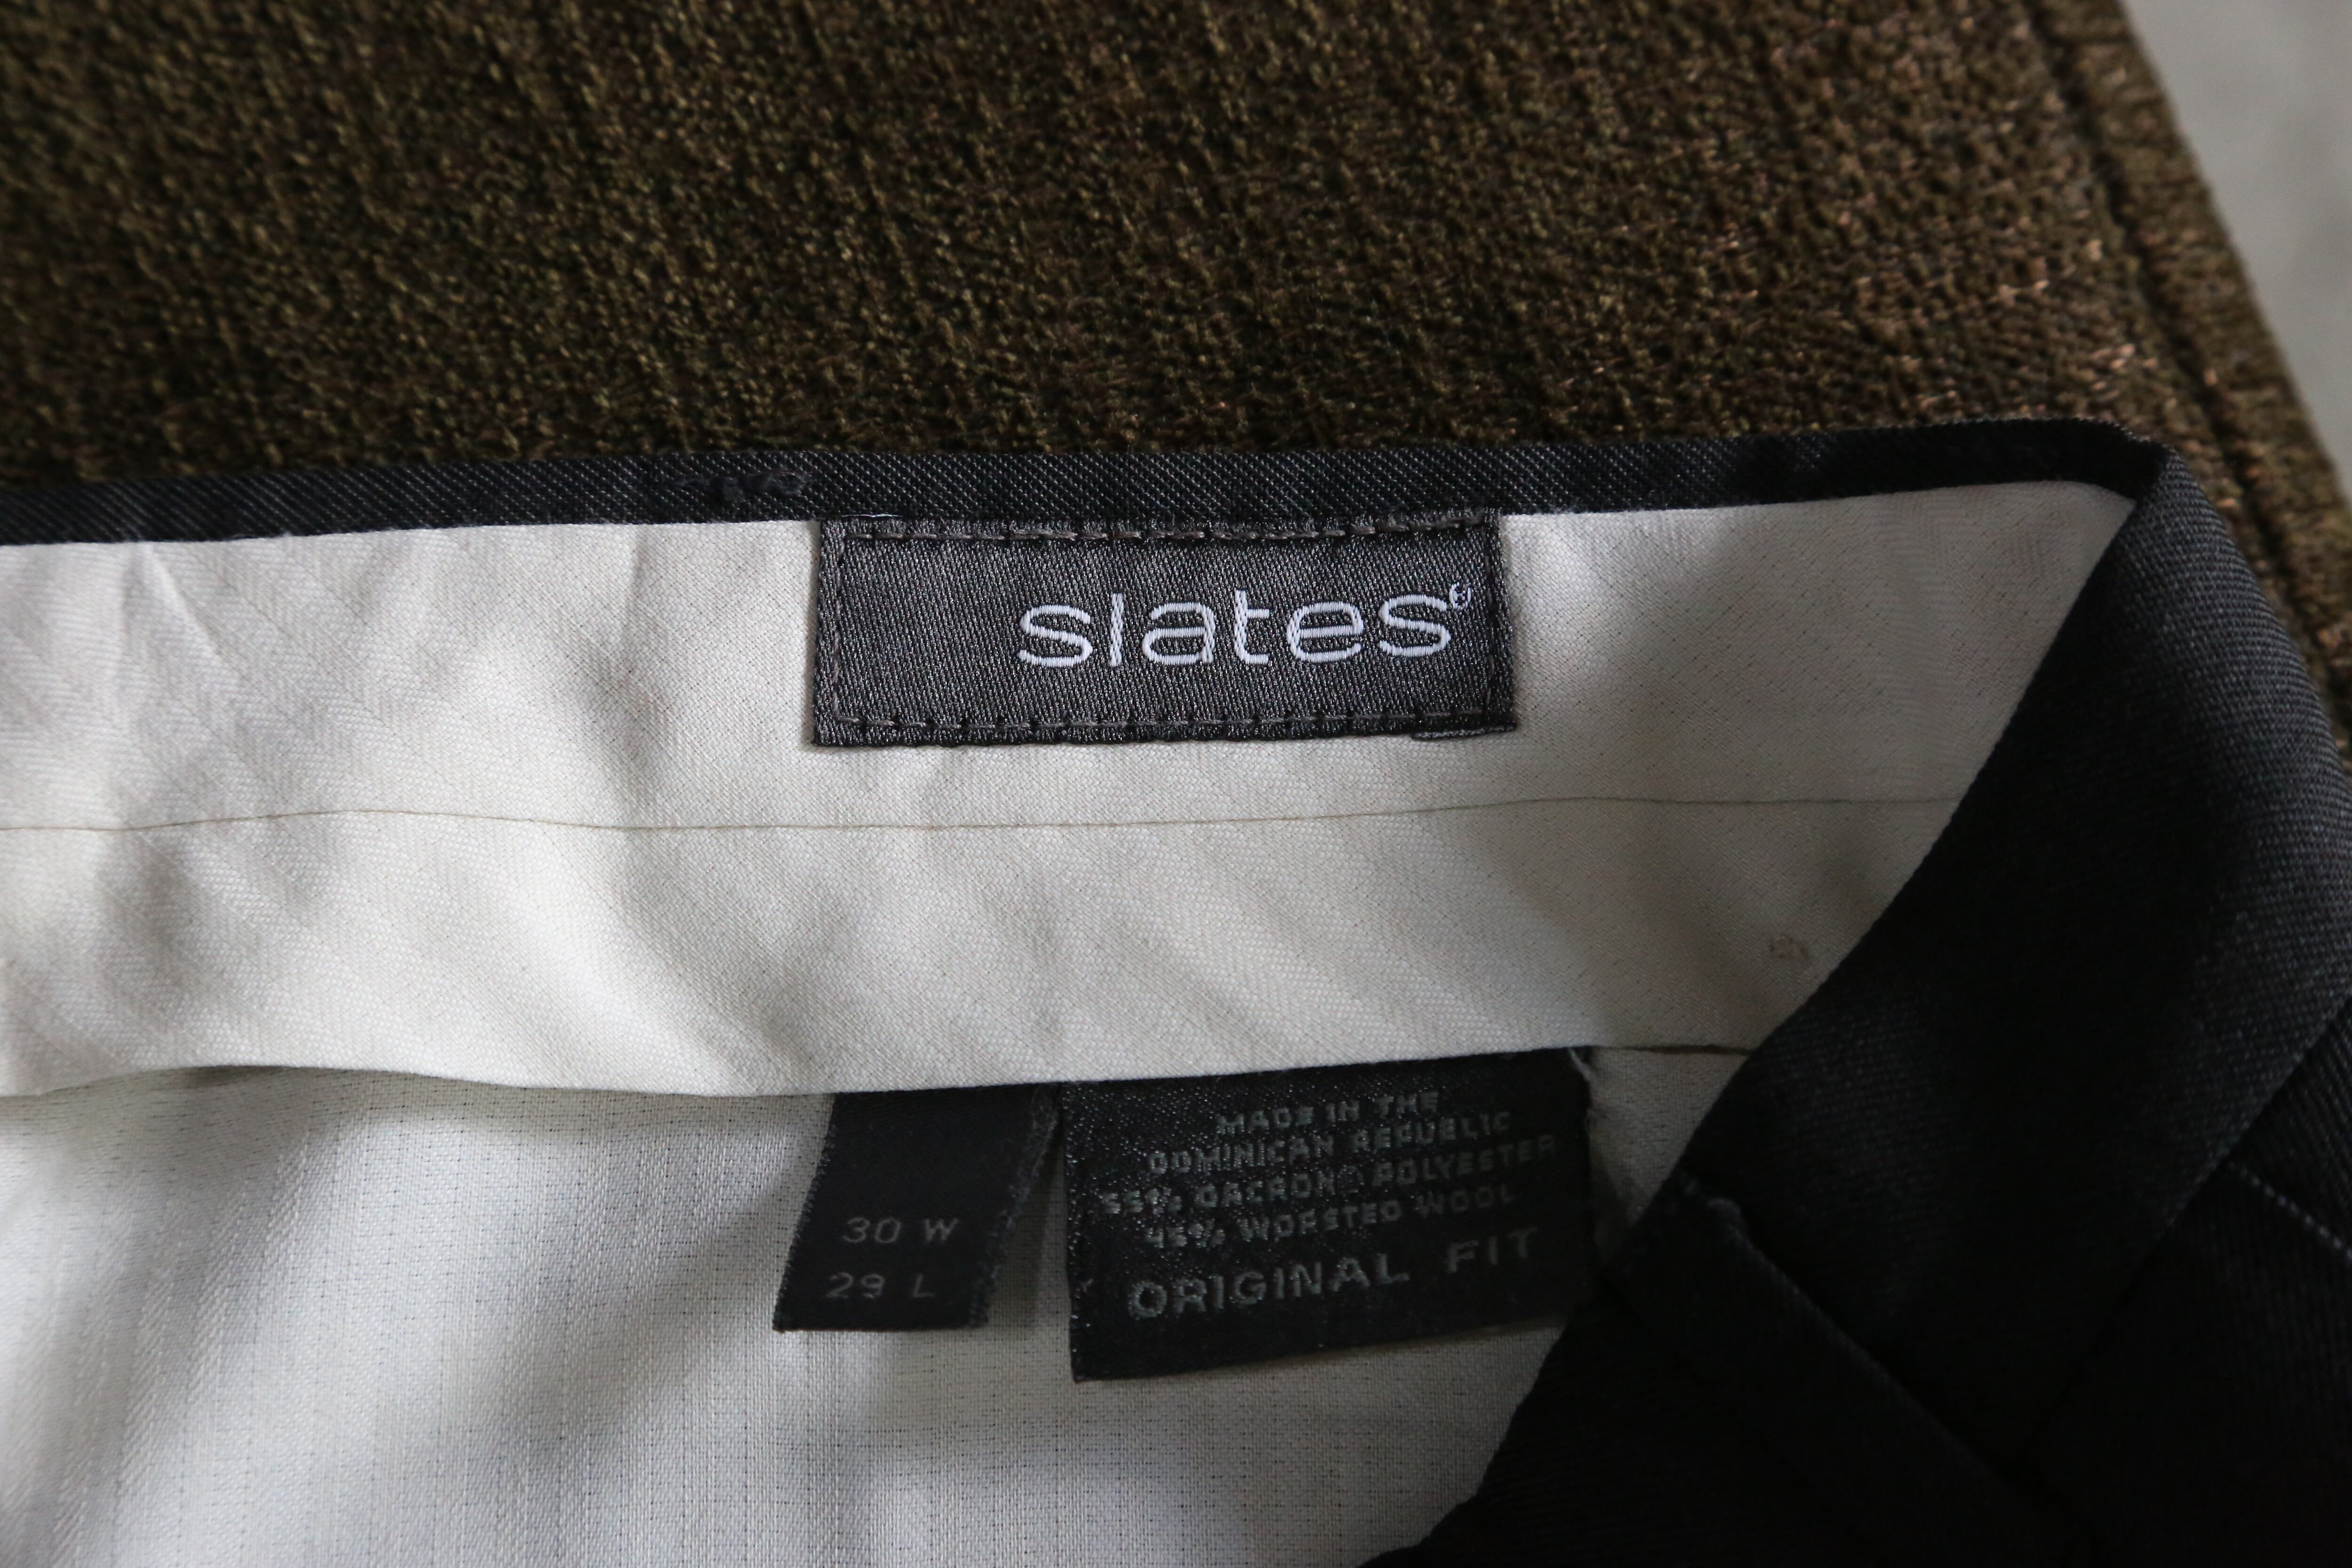 slates®
30 W
29 L
MADE IN THE
DOMINICAN REPUBLIC
55% DACRON® POLYESTER
45% WORSTED WOOL
ORIGINAL FIT